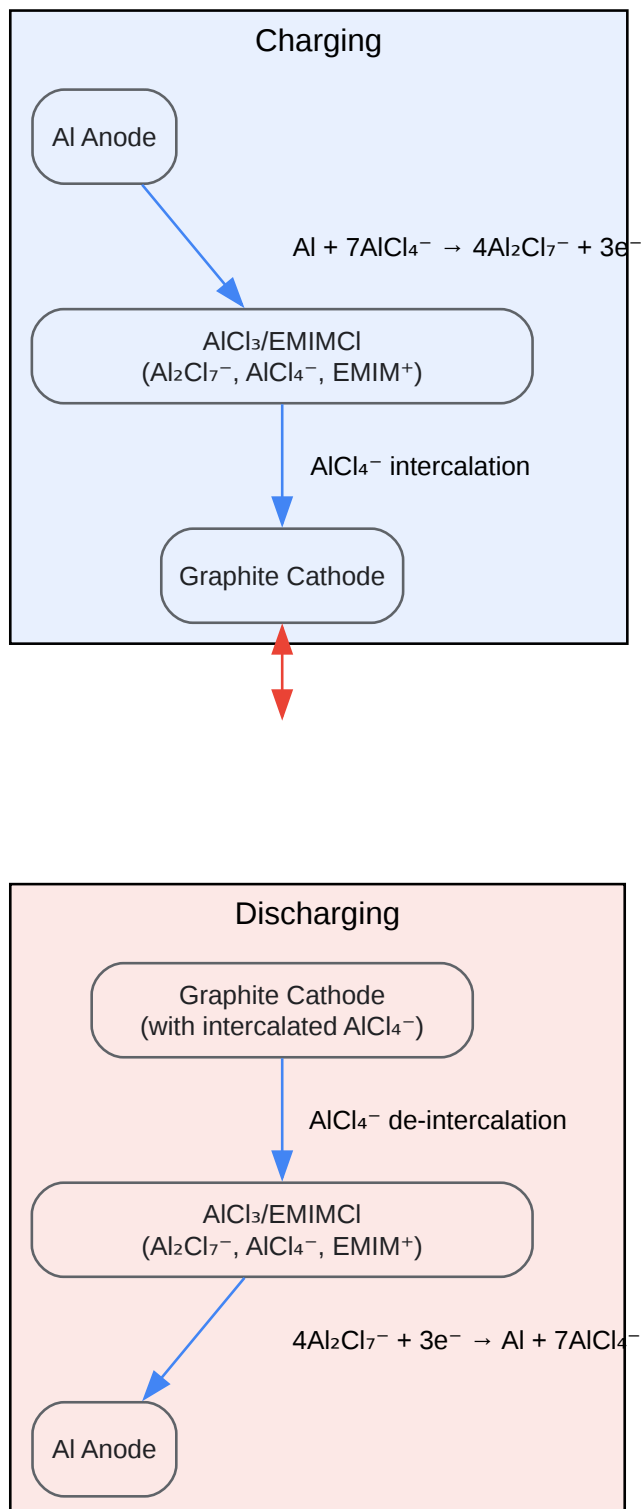 Charging
Al Anode
Al + 7AlCl₄⁻ → 4Al₂Cl₇⁻ + 3e⁻
AlCl₃/EMIMCl
(Al₂Cl₇⁻, AlCl₄⁻, EMIM⁺)
AlCl₄⁻ intercalation
Graphite Cathode
Discharging
Graphite Cathode
(with intercalated AlCl₄⁻)
AlCl₄⁻ de-intercalation
AlCl₃/EMIMCl
(Al₂Cl₇⁻, AlCl₄⁻, EMIM⁺)
4Al₂Cl₇⁻ + 3e⁻ → Al + 7AlCl₄⁻
Al Anode